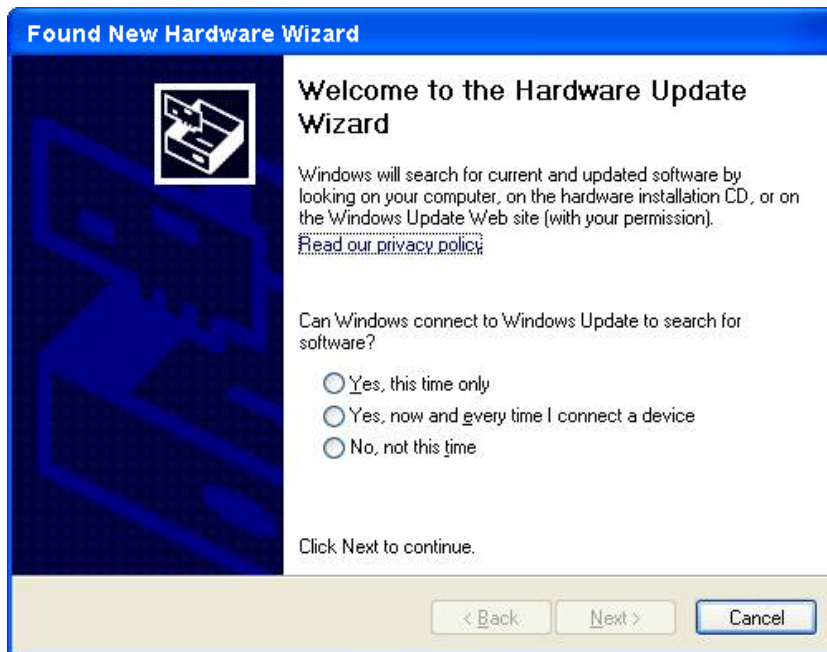 Found New Hardware Wizard
Welcome to the Hardware Update
Wizard
Windows will search for current and updated software by
looking on your computer, on the hardware installation CD, or on
the Windows Update Web site (with your permission).
Read our privacy policy
Can Windows connect to Windows Update to search for
software?
Yes, this time only
Yes, now and every time I connect a device
No, not this time
Click Next to continue.
< Back Next > Cancel